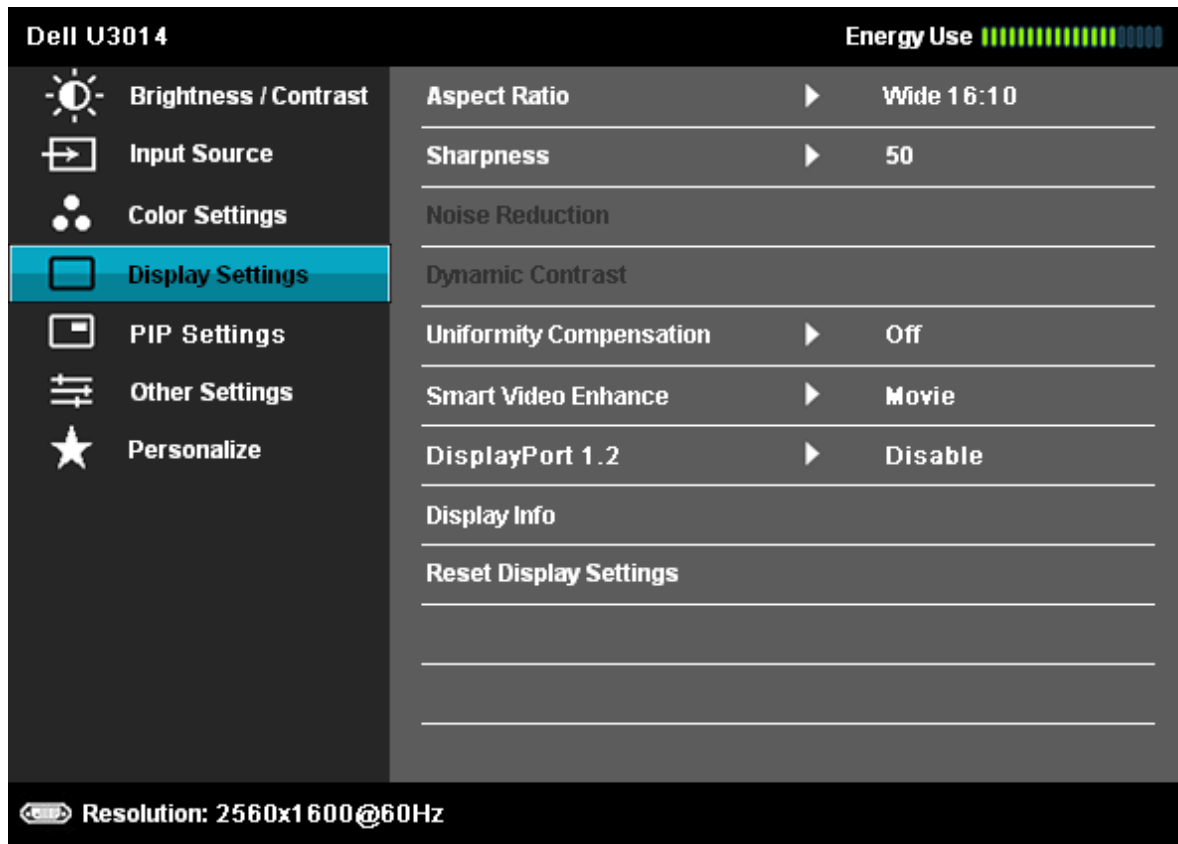 Dell U3014 Energy Use
Brightness / Contrast
Input Source
Color Settings
Display Settings
PIP Settings
Other Settings
Personalize
Aspect Ratio Wide 16:10
Sharpness 50
Noise Reduction
Dynamic Contrast
Uniformity Compensation Off
Smart Video Enhance Movie
DisplayPort 1.2 Disable
Display Info
Reset Display Settings
Resolution: 2560x1600@60Hz